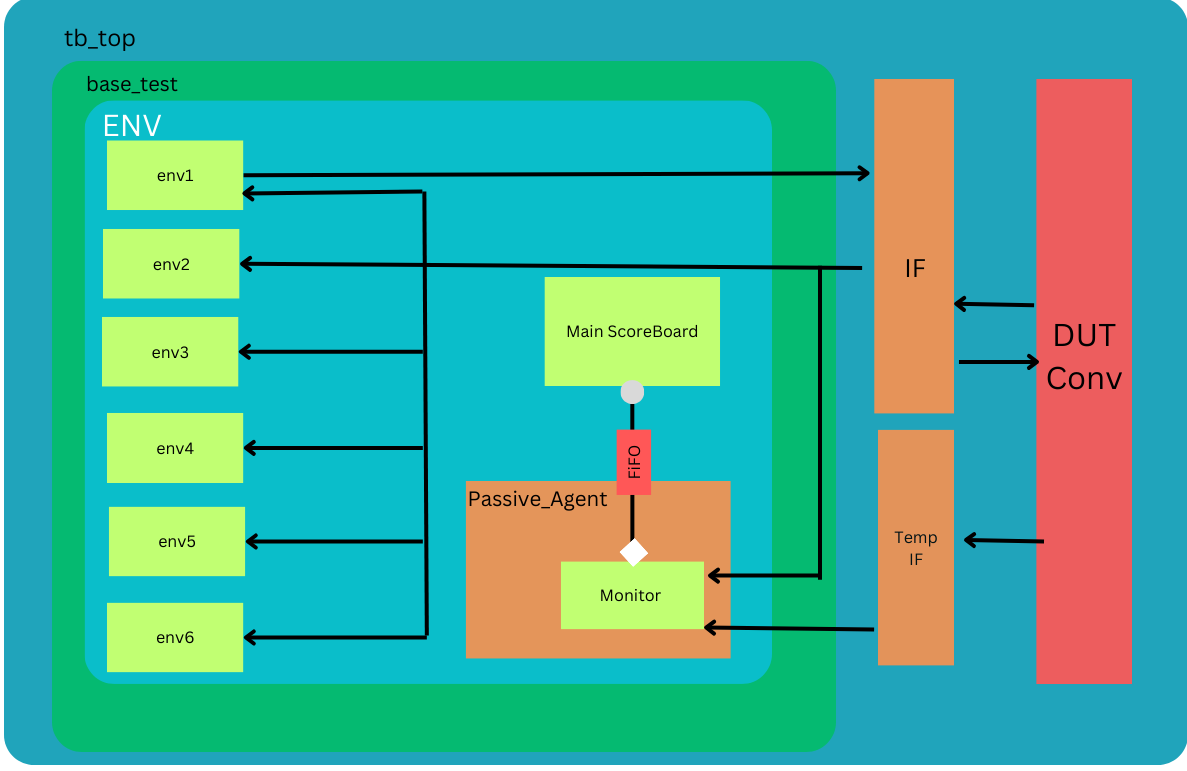 tb_top
base_test
ENV
env1
env2
env3
env4
env5
env6
Main ScoreBoard
FiFO
Passive_Agent
Monitor
IF
Temp
IF
DUT
Conv